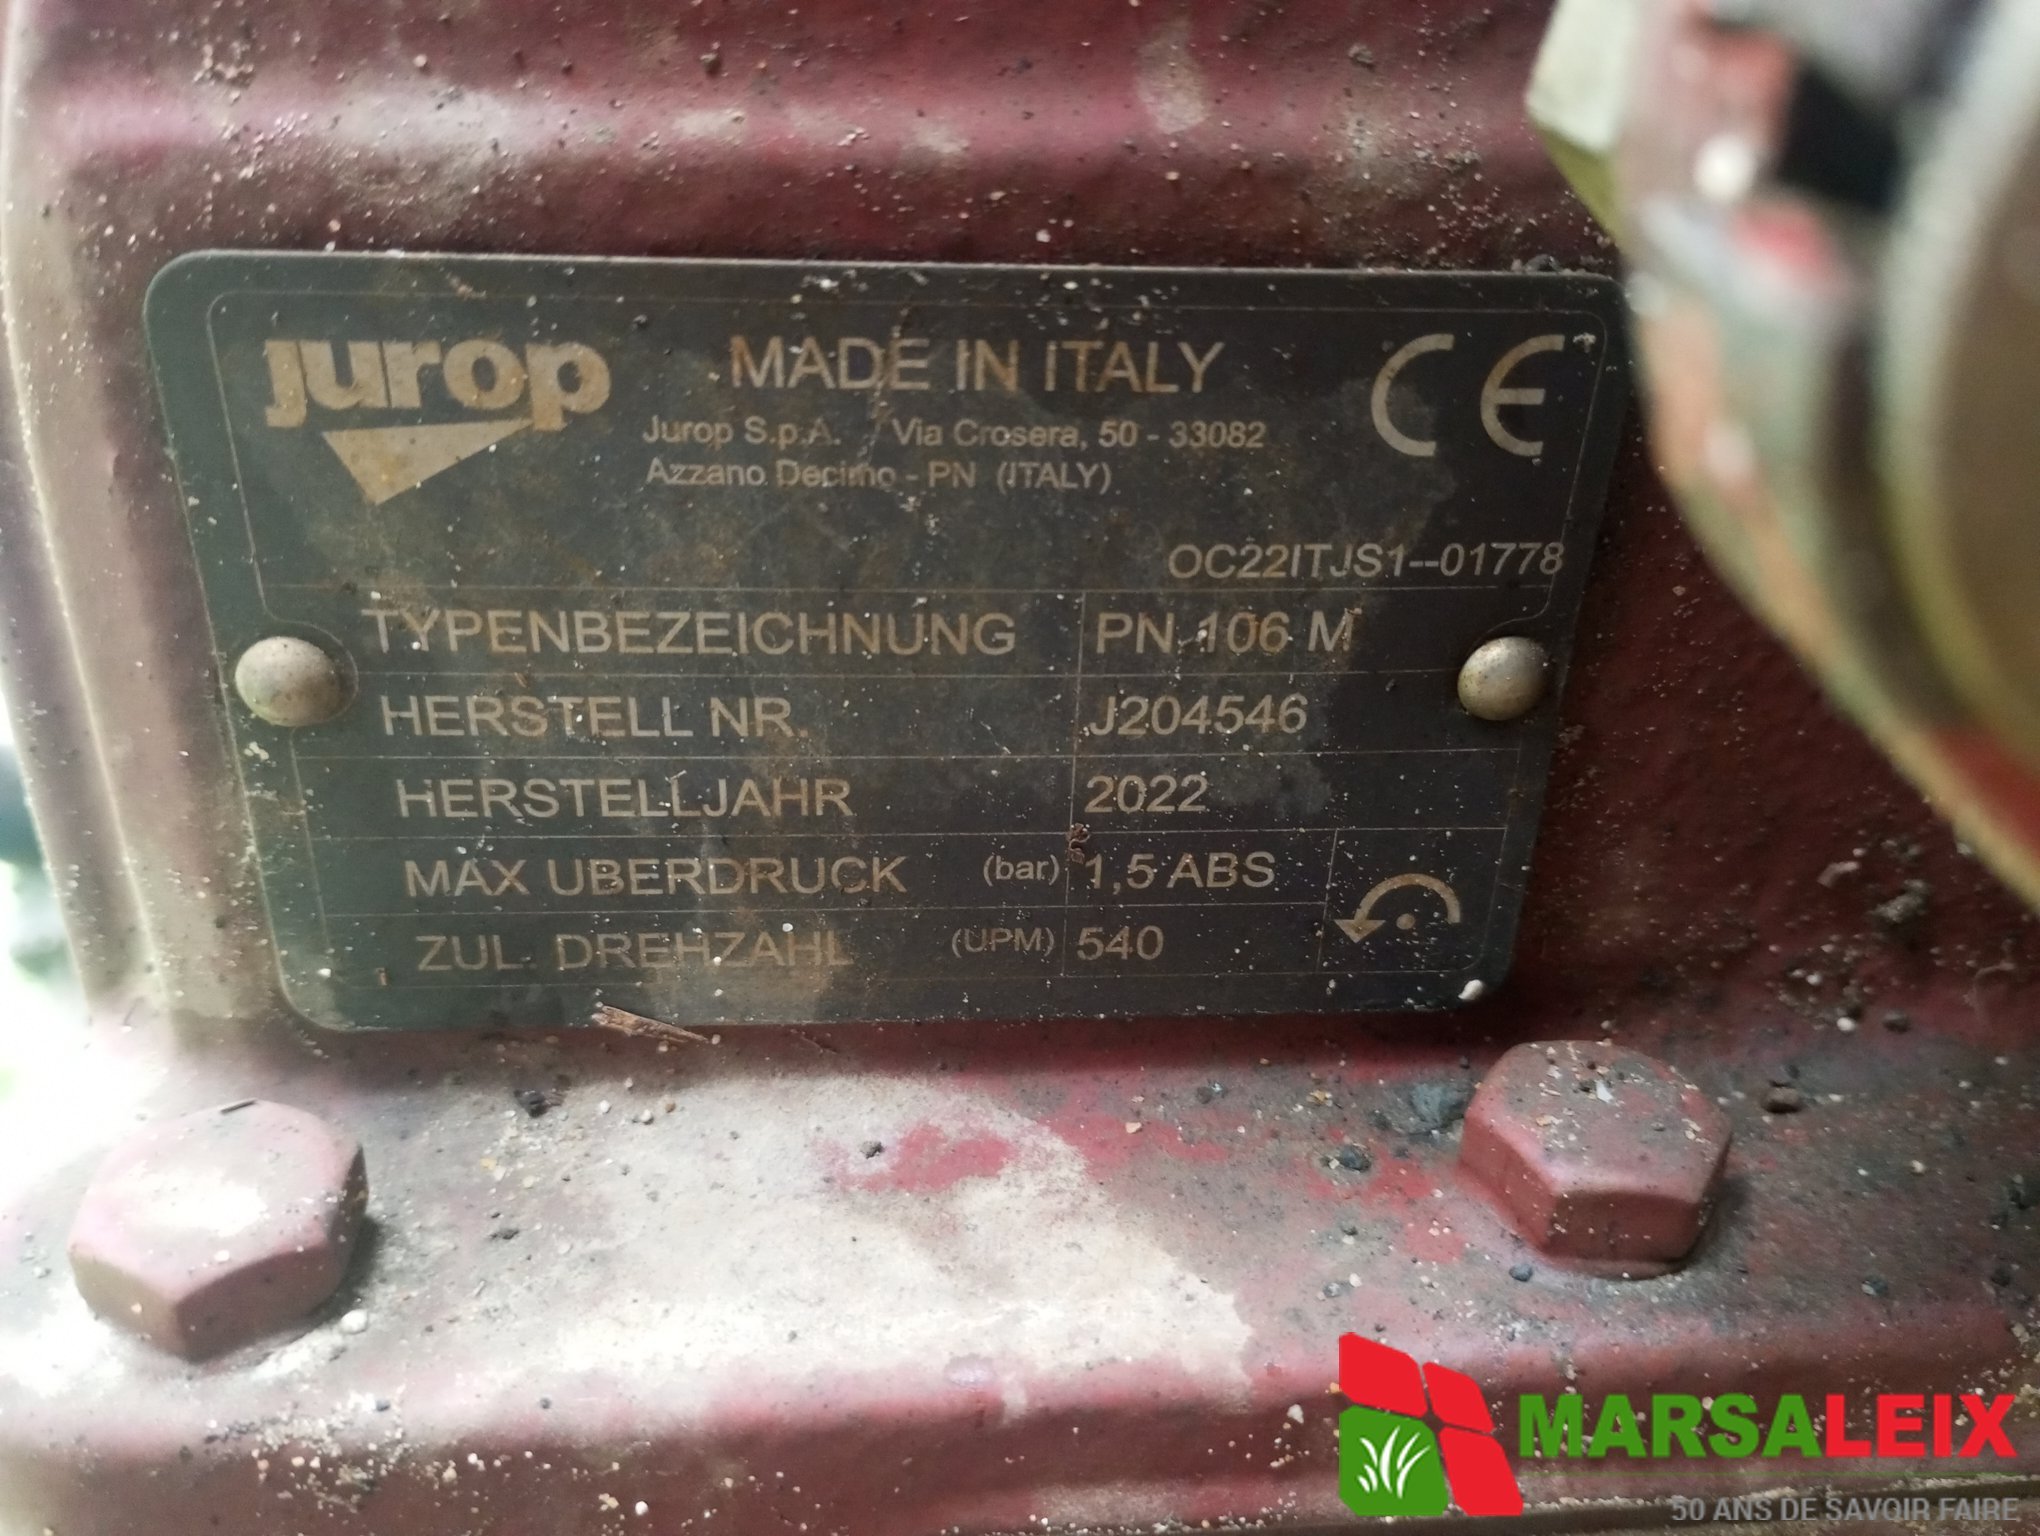 jurop
MADE IN ITALY
CE
Jurop S.p.A. Via Crosera, 50 - 33082
Azzano Decimo - PN (ITALY)
OC22ITJS1--01778
TYPENBEZEICHNUNG PN 106 M
HERSTELL NR. J204546
HERSTELLJAHR 2022
MAX UBERDRUCK (bar) 1,5 ABS
ZUL. DREHZAHL (UPM) 540
MARSALEIX
50 ANS DE SAVOIR FAIRE